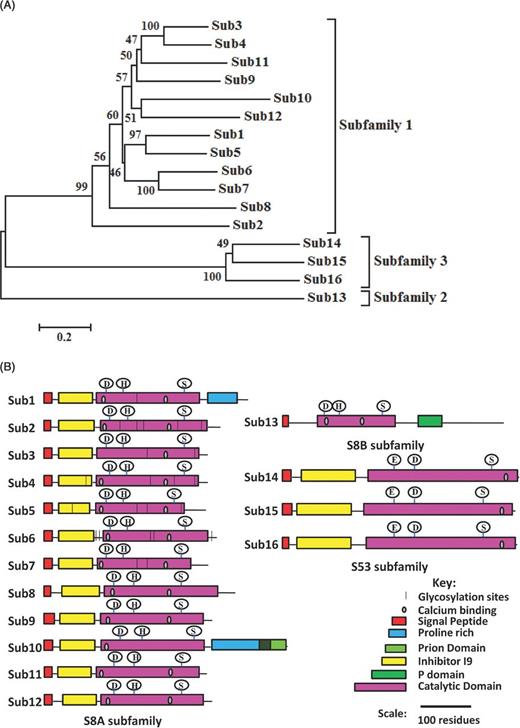 (A)
100
Sub3
47
Sub4
50
Sub11
57
Sub9
Sub10
60
51
Sub12
97
Sub1
Subfamily 1
56
Sub5
46
Sub6
99
100
Sub7
Sub8
Sub2
49
Sub14
Sub15
Subfamily 3
100
Sub16
Sub13
Subfamily 2
0.2
(B)
D H S
Sub1
D H S
Sub2
D H S
Sub3
D H S
Sub4
D H S
Sub5
D H S
Sub6
D H S
Sub7
D H S
Sub8
D H S
Sub9
D H S
Sub10
D H S
Sub11
D H S
Sub12
S8A subfamily
D H S
Sub13
S8B subfamily
E D S
Sub14
E D S
Sub15
E D S
Sub16
S53 subfamily
Key:
Glycosylation sites
Calcium binding
Signal Peptide
Proline rich
Prion Domain
Inhibitor I9
P domain
Catalytic Domain
Scale:
100 residues